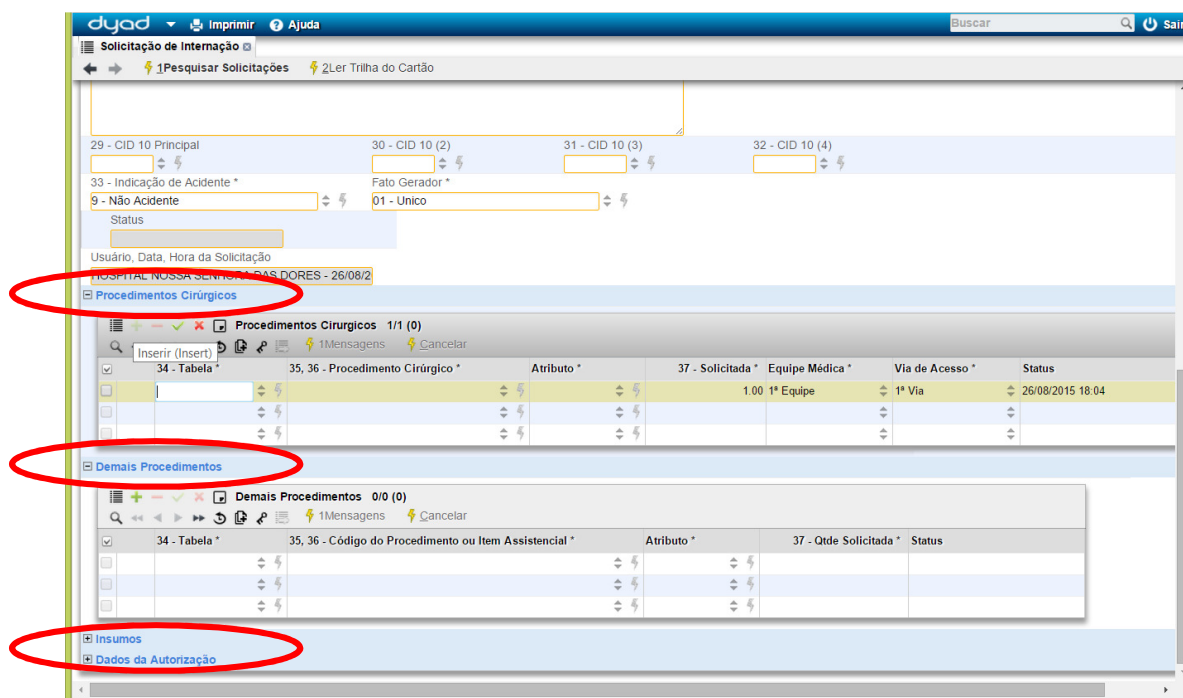 dyad Imprimir Ajuda Buscar Sair
Solicitação de Internação
1Pesquisar Solicitações 2Ler Trilha do Cartão
29 - CID 10 Principal 30 - CID 10 (2) 31 - CID 10 (3) 32 - CID 10 (4)
33 - Indicação de Acidente * Fato Gerador *
9 - Não Acidente 01 - Unico
Status
Usuário, Data, Hora da Solicitação
HOSPITAL NOSSA SENHORA DAS DORES - 26/08/2
Procedimentos Cirúrgicos
Procedimentos Cirurgicos 1/1 (0)
1Mensagens Cancelar
Inserir (Insert)
34 - Tabela * 35, 36 - Procedimento Cirúrgico * Atributo * 37 - Solicitada * Equipe Médica * Via de Acesso * Status
1.00 1ª Equipe 1ª Via 26/08/2015 18:04
Demais Procedimentos
Demais Procedimentos 0/0 (0)
1Mensagens Cancelar
34 - Tabela * 35, 36 - Código do Procedimento ou Item Assistencial * Atributo * 37 - Qtde Solicitada * Status
Insumos
Dados da Autorização